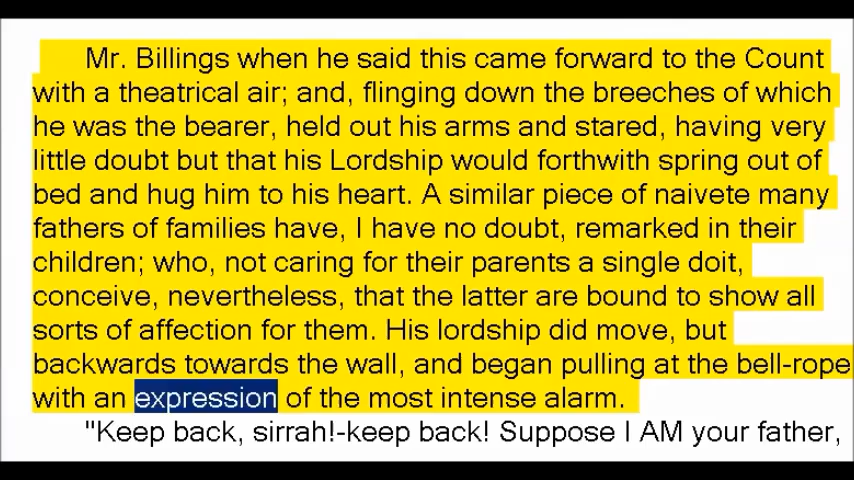 Mr. Billings when he said this came forward to the Count
with a theatrical air; and, flinging down the breeches of which
he was the bearer, held out his arms and stared, having very
little doubt but that his Lordship would forthwith spring out of
bed and hug him to his heart. A similar piece of naivete many
fathers of families have, I have no doubt, remarked in their
children; who, not caring for their parents a single doit,
conceive, nevertheless, that the latter are bound to show all
sorts of affection for them. His lordship did move, but
backwards towards the wall, and began pulling at the bell-rope
with an expression of the most intense alarm.
"Keep back, sirrah!-keep back! Suppose I AM your father,